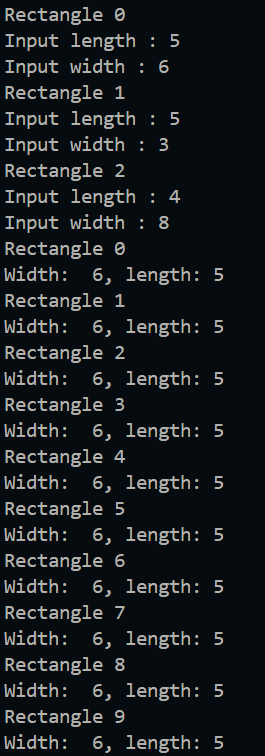 Rectangle 0
Input length : 5
Input width : 6
Rectangle 1
Input length : 5
Input width : 3
Rectangle 2
Input length : 4
Input width : 8
Rectangle 0
Width:  6, length: 5
Rectangle 1
Width:  6, length: 5
Rectangle 2
Width:  6, length: 5
Rectangle 3
Width:  6, length: 5
Rectangle 4
Width:  6, length: 5
Rectangle 5
Width:  6, length: 5
Rectangle 6
Width:  6, length: 5
Rectangle 7
Width:  6, length: 5
Rectangle 8
Width:  6, length: 5
Rectangle 9
Width:  6, length: 5